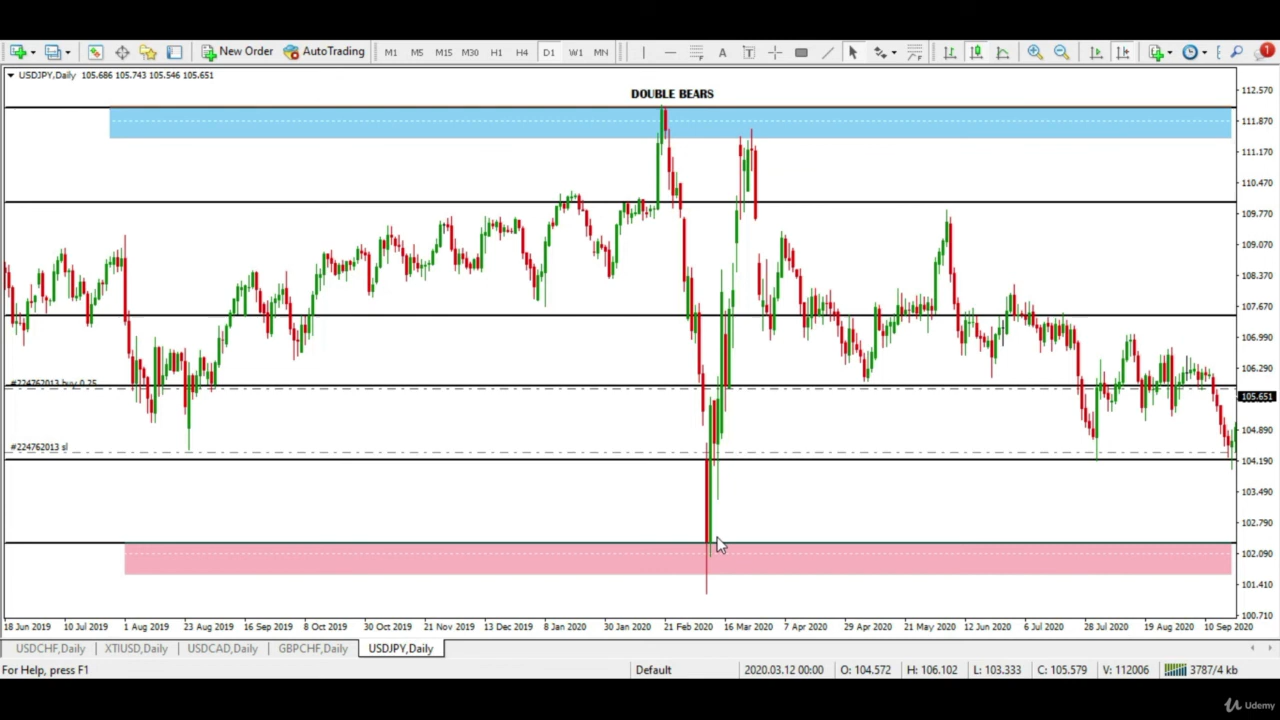 New Order AutoTrading M1 M5 M15 M30 H1 H4 D1 W1 MN A T 1
USDJPY,Daily 105.686 105.743 105.546 105.651
DOUBLE BEARS
112.570
111.870
111.170
110.470
109.770
109.070
108.370
107.670
106.990
106.290
#224762013 buy 0.25
105.651
104.890
#224762013 sl
104.190
103.490
102.790
102.090
101.410
100.710
18 Jun 2019 10 Jul 2019 1 Aug 2019 23 Aug 2019 16 Sep 2019 8 Oct 2019 30 Oct 2019 21 Nov 2019 13 Dec 2019 8 Jan 2020 30 Jan 2020 21 Feb 2020 16 Mar 2020 7 Apr 2020 29 Apr 2020 21 May 2020 12 Jun 2020 6 Jul 2020 28 Jul 2020 19 Aug 2020 10 Sep 2020
USDCHF,Daily XTIUSD,Daily USDCAD,Daily GBPCHF,Daily USDJPY,Daily
For Help, press F1 Default 2020.03.12 00:00 O: 104.572 H: 106.102 L: 103.333 C: 105.579 V: 112006 3787/4 kb
Udemy